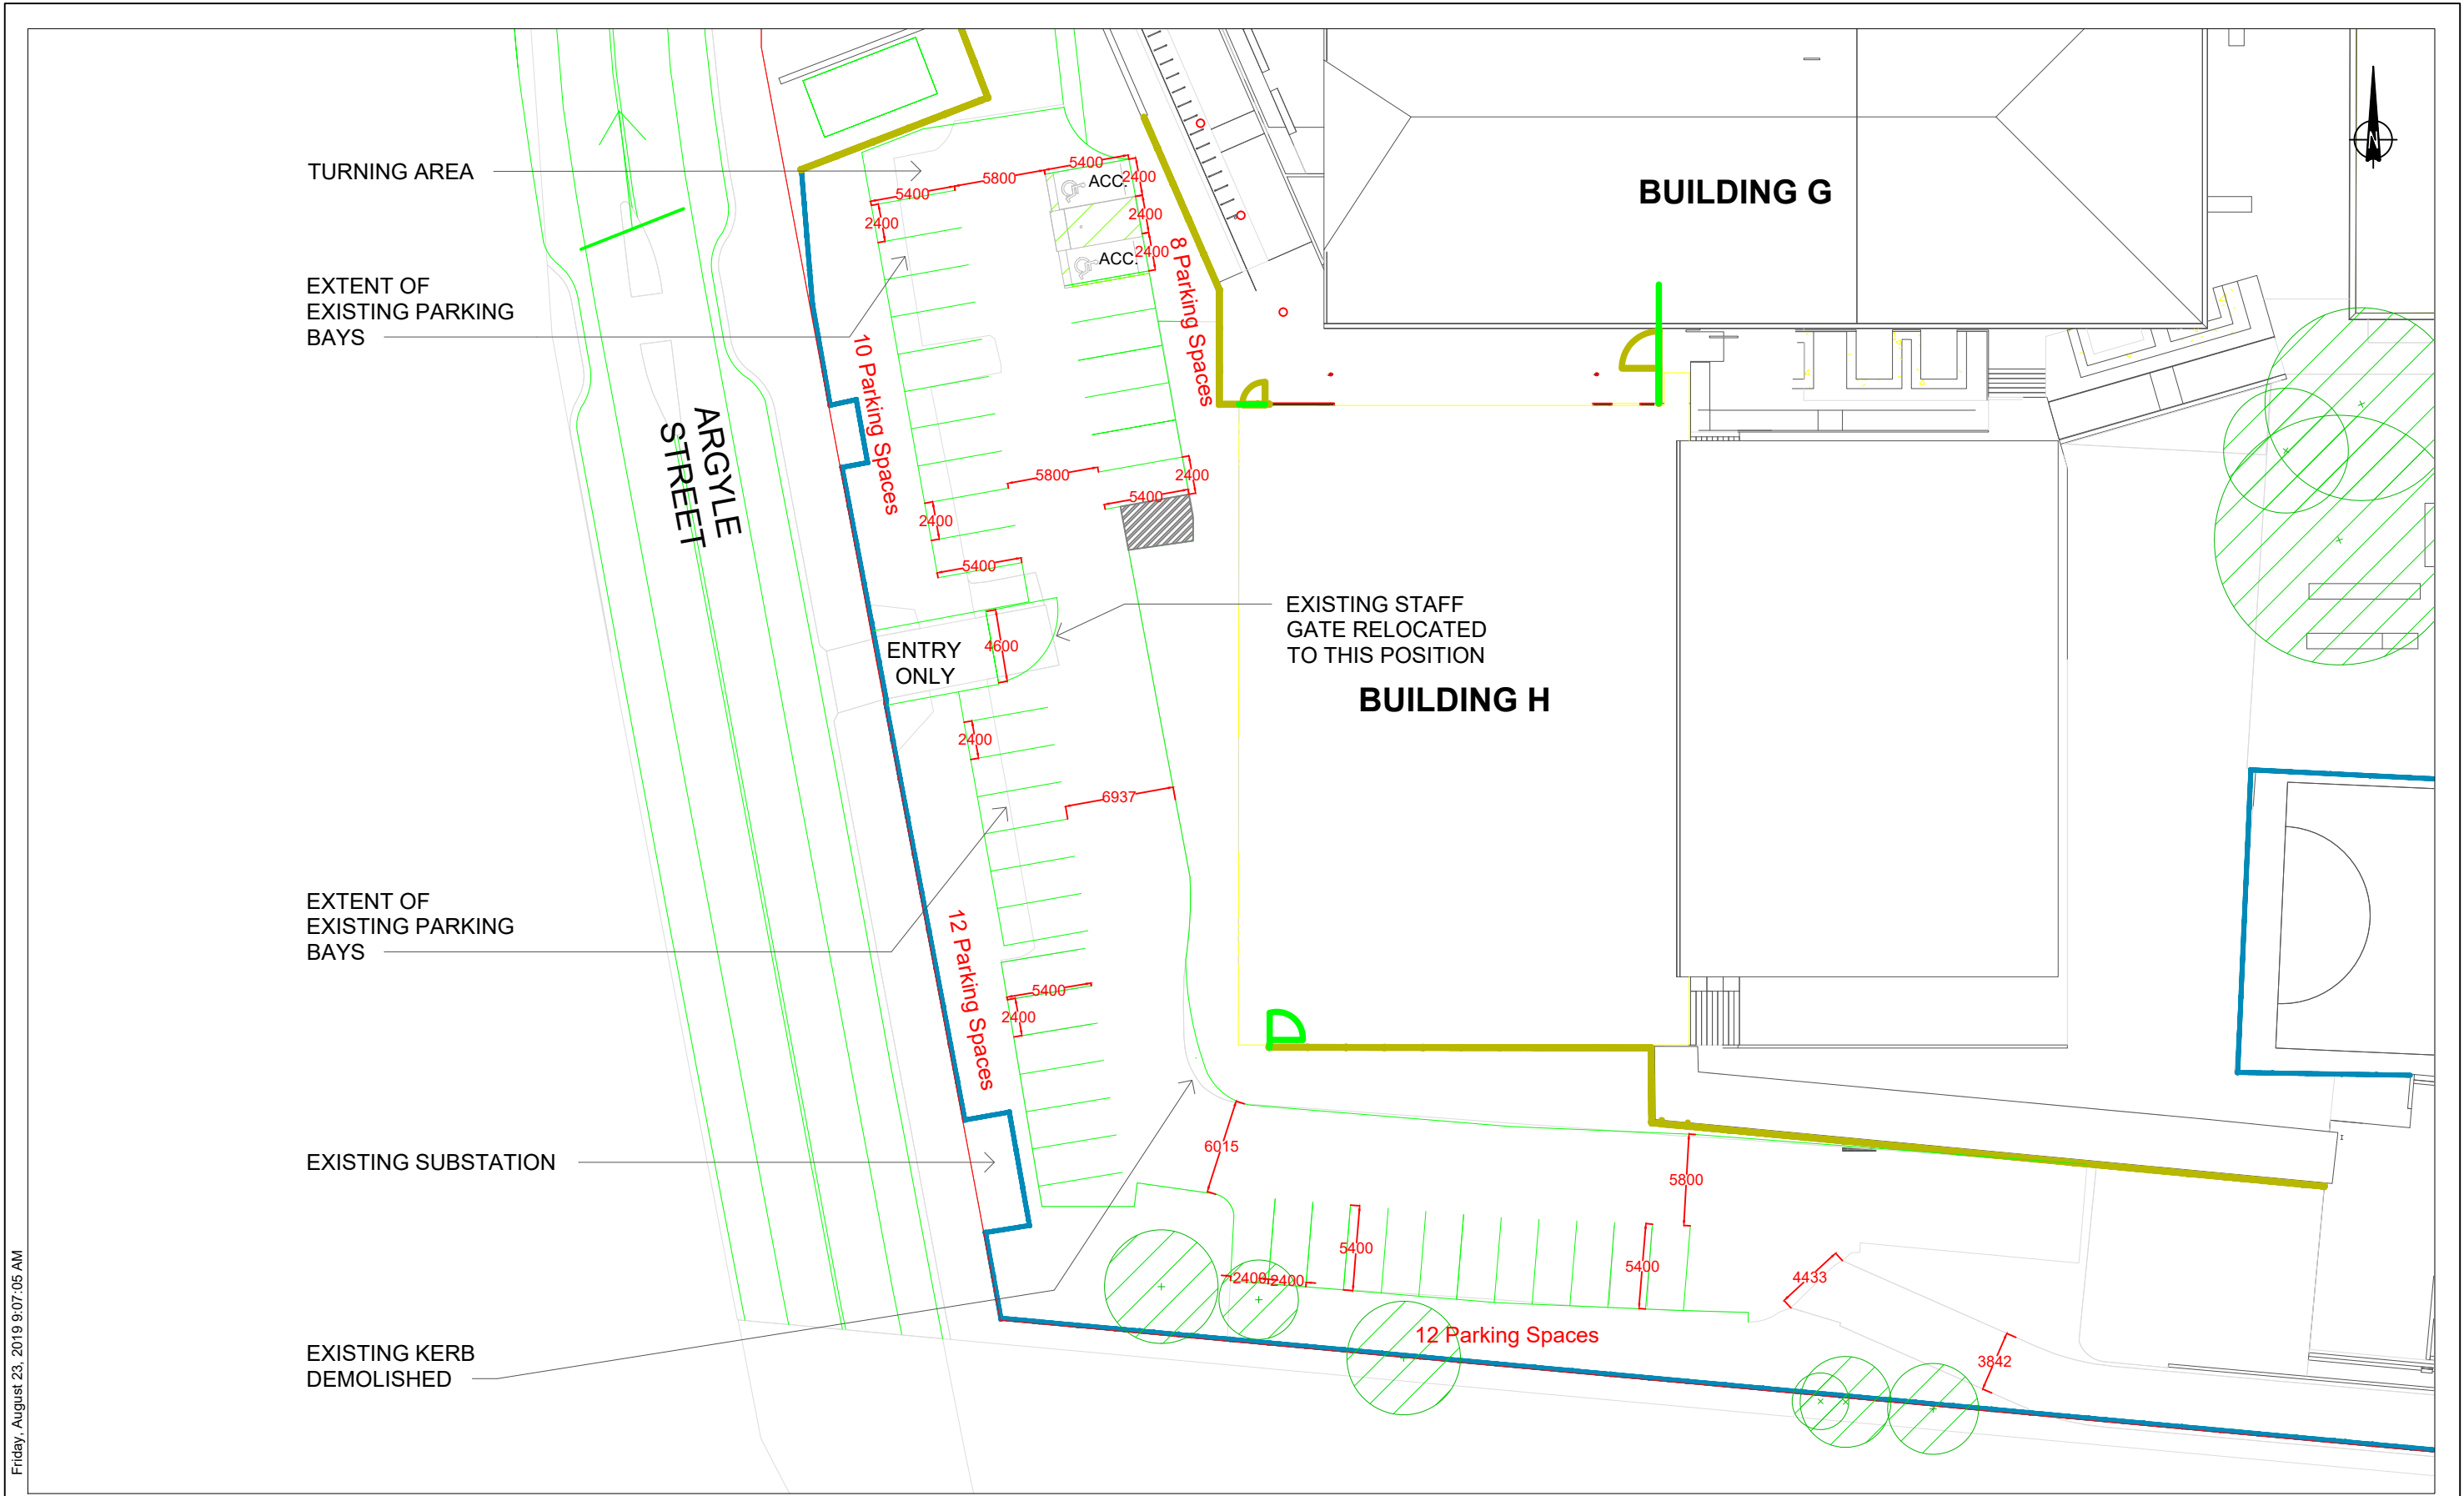 TURNING AREA
EXTENT OF
EXISTING PARKING
BAYS
ARGYLE
STREET
5400
5800
5400
2400
ACC.
2400
2400
ACC.
2400
8 Parking Spaces
10 Parking Spaces
5800
2400
5400
2400
5400
BUILDING G
N
ENTRY
ONLY
4600
EXISTING STAFF
GATE RELOCATED
TO THIS POSITION
BUILDING H
2400
6937
EXTENT OF
EXISTING PARKING
BAYS
12 Parking Spaces
5400
2400
EXISTING SUBSTATION
6015
5800
5400
5400
2400
2400
4433
12 Parking Spaces
3842
EXISTING KERB
DEMOLISHED
Friday, August 23, 2019 9:07:05 AM